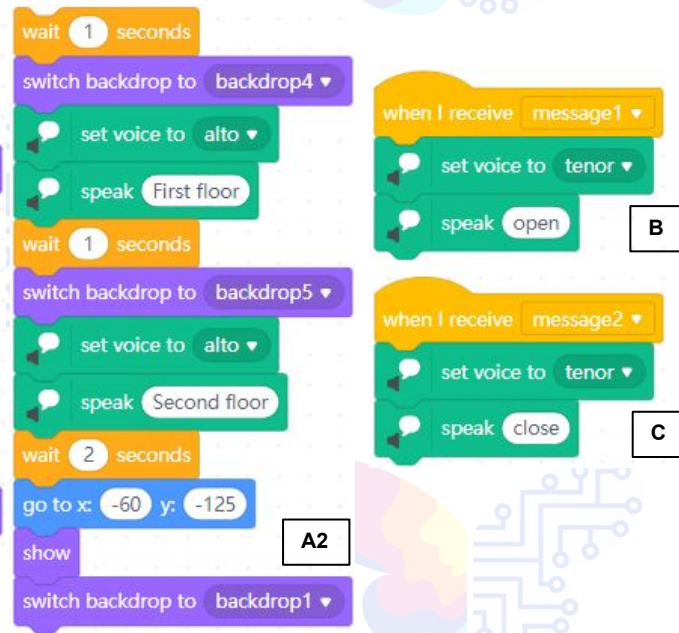 wait 1 seconds
switch backdrop to backdrop4
set voice to alto
speak First floor
wait 1 seconds
switch backdrop to backdrop5
set voice to alto
speak Second floor
wait 2 seconds
go to x: -60 y: -125
show
switch backdrop to backdrop1
A2
when I receive message1
set voice to tenor
speak open
B
when I receive message2
set voice to tenor
speak close
C